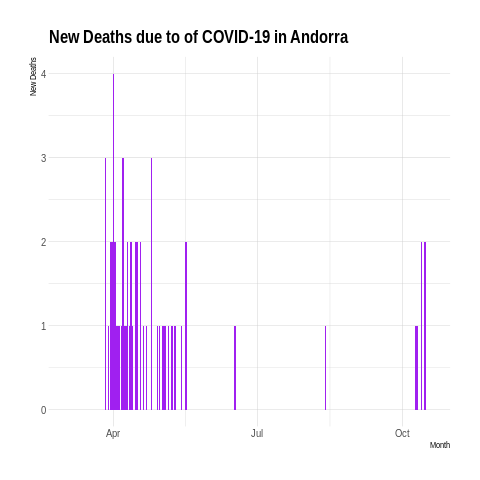 New Deaths due to of COVID-19 in Andorra
New Deaths
4
3
2
1
0
Apr
Jul
Oct
Month